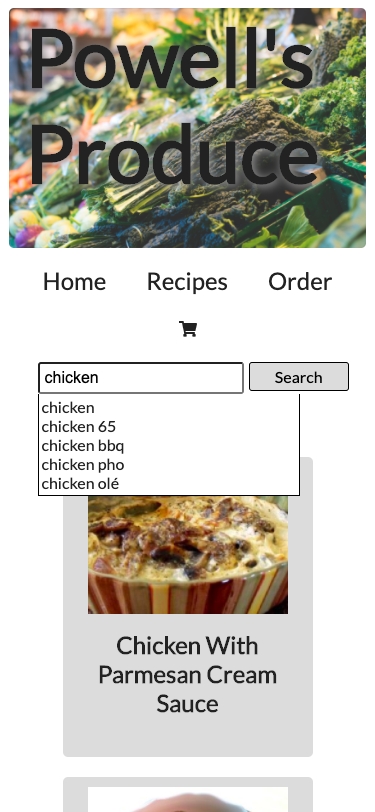 Powell's
Produce
Home Recipes Order
chicken Search
chicken
chicken 65
chicken bbq
chicken pho
chicken olé
Chicken With
Parmesan Cream
Sauce